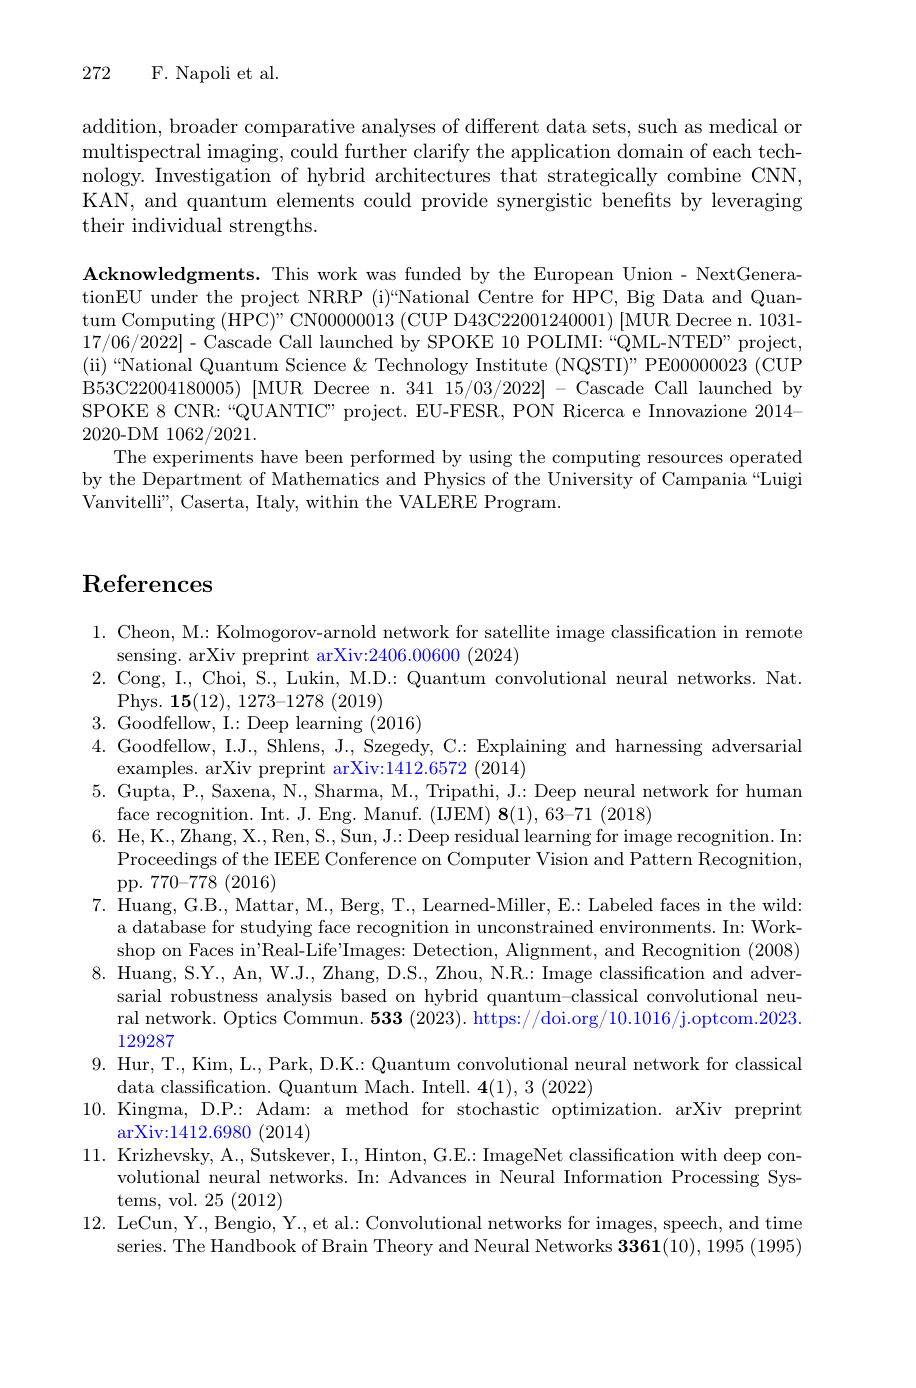 272 F. Napoli et al.
addition, broader comparative analyses of different data sets, such as medical or
multispectral imaging, could further clarify the application domain of each tech-
nology. Investigation of hybrid architectures that strategically combine CNN,
KAN, and quantum elements could provide synergistic benefits by leveraging
their individual strengths.
Acknowledgments. This work was funded by the European Union - NextGenera-
tionEU under the project NRRP (i)“National Centre for HPC, Big Data and Quan-
tum Computing (HPC)” CN00000013 (CUP D43C22001240001) [MUR Decree n. 1031-
17/06/2022] - Cascade Call launched by SPOKE 10 POLIMI: “QML-NTED” project,
(ii) “National Quantum Science & Technology Institute (NQSTI)” PE00000023 (CUP
B53C22004180005) [MUR Decree n. 341 15/03/2022] – Cascade Call launched by
SPOKE 8 CNR: “QUANTIC” project. EU-FESR, PON Ricerca e Innovazione 2014–
2020-DM 1062/2021.
The experiments have been performed by using the computing resources operated
by the Department of Mathematics and Physics of the University of Campania “Luigi
Vanvitelli”, Caserta, Italy, within the VALERE Program.
References
1. Cheon, M.: Kolmogorov-arnold network for satellite image classification in remote
sensing. arXiv preprint arXiv:2406.00600 (2024)
2. Cong, I., Choi, S., Lukin, M.D.: Quantum convolutional neural networks. Nat.
Phys. 15(12), 1273–1278 (2019)
3. Goodfellow, I.: Deep learning (2016)
4. Goodfellow, I.J., Shlens, J., Szegedy, C.: Explaining and harnessing adversarial
examples. arXiv preprint arXiv:1412.6572 (2014)
5. Gupta, P., Saxena, N., Sharma, M., Tripathi, J.: Deep neural network for human
face recognition. Int. J. Eng. Manuf. (IJEM) 8(1), 63–71 (2018)
6. He, K., Zhang, X., Ren, S., Sun, J.: Deep residual learning for image recognition. In:
Proceedings of the IEEE Conference on Computer Vision and Pattern Recognition,
pp. 770–778 (2016)
7. Huang, G.B., Mattar, M., Berg, T., Learned-Miller, E.: Labeled faces in the wild:
a database for studying face recognition in unconstrained environments. In: Work-
shop on Faces in’Real-Life’Images: Detection, Alignment, and Recognition (2008)
8. Huang, S.Y., An, W.J., Zhang, D.S., Zhou, N.R.: Image classification and adver-
sarial robustness analysis based on hybrid quantum–classical convolutional neu-
ral network. Optics Commun. 533 (2023). https://doi.org/10.1016/j.optcom.2023.
129287
9. Hur, T., Kim, L., Park, D.K.: Quantum convolutional neural network for classical
data classification. Quantum Mach. Intell. 4(1), 3 (2022)
10. Kingma, D.P.: Adam: a method for stochastic optimization. arXiv preprint
arXiv:1412.6980 (2014)
11. Krizhevsky, A., Sutskever, I., Hinton, G.E.: ImageNet classification with deep con-
volutional neural networks. In: Advances in Neural Information Processing Sys-
tems, vol. 25 (2012)
12. LeCun, Y., Bengio, Y., et al.: Convolutional networks for images, speech, and time
series. The Handbook of Brain Theory and Neural Networks 3361(10), 1995 (1995)